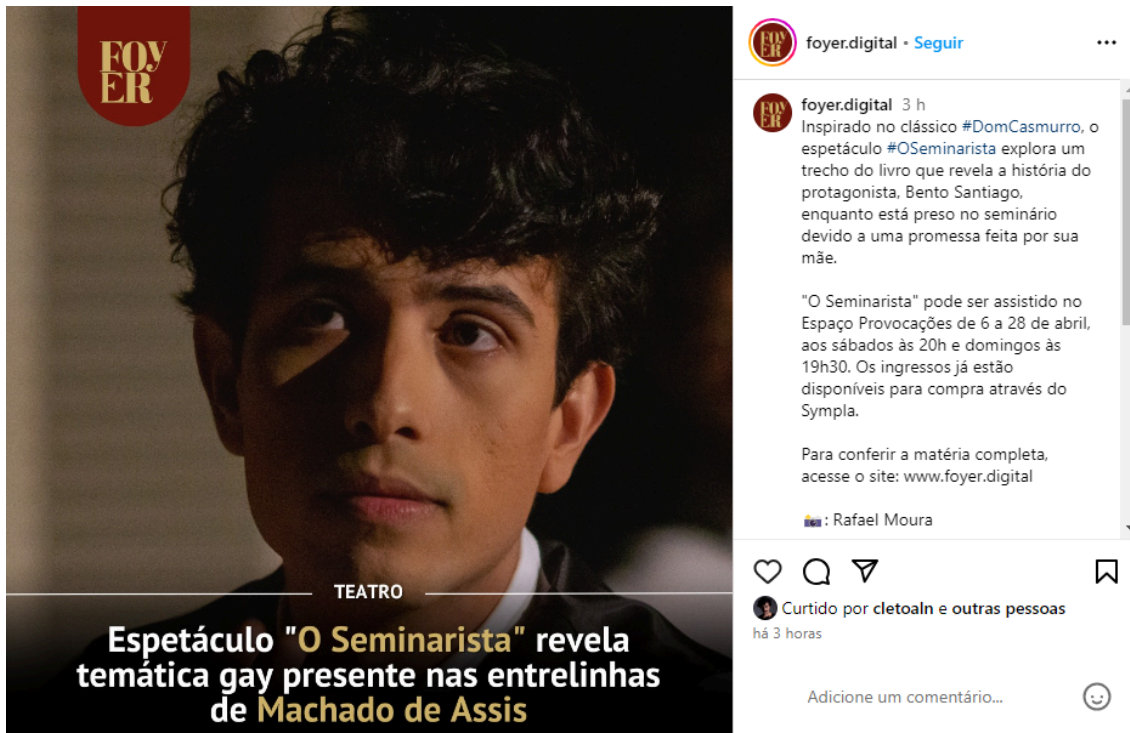 FOY
ER
TEATRO
Espetáculo "O Seminarista" revela
temática gay presente nas entrelinhas
de Machado de Assis
foyer.digital • Seguir
foyer.digital 3 h
Inspirado no clássico #DomCasmurro, o
espetáculo #OSeminarista explora um
trecho do livro que revela a história do
protagonista, Bento Santiago,
enquanto está preso no seminário
devido a uma promessa feita por sua
mãe.
"O Seminarista" pode ser assistido no
Espaço Provocações de 6 a 28 de abril,
aos sábados às 20h e domingos às
19h30. Os ingressos já estão
disponíveis para compra através do
Sympla.
Para conferir a matéria completa,
acesse o site: www.foyer.digital
📸: Rafael Moura
Curtido por cletoaln e outras pessoas
há 3 horas
Adicione um comentário...